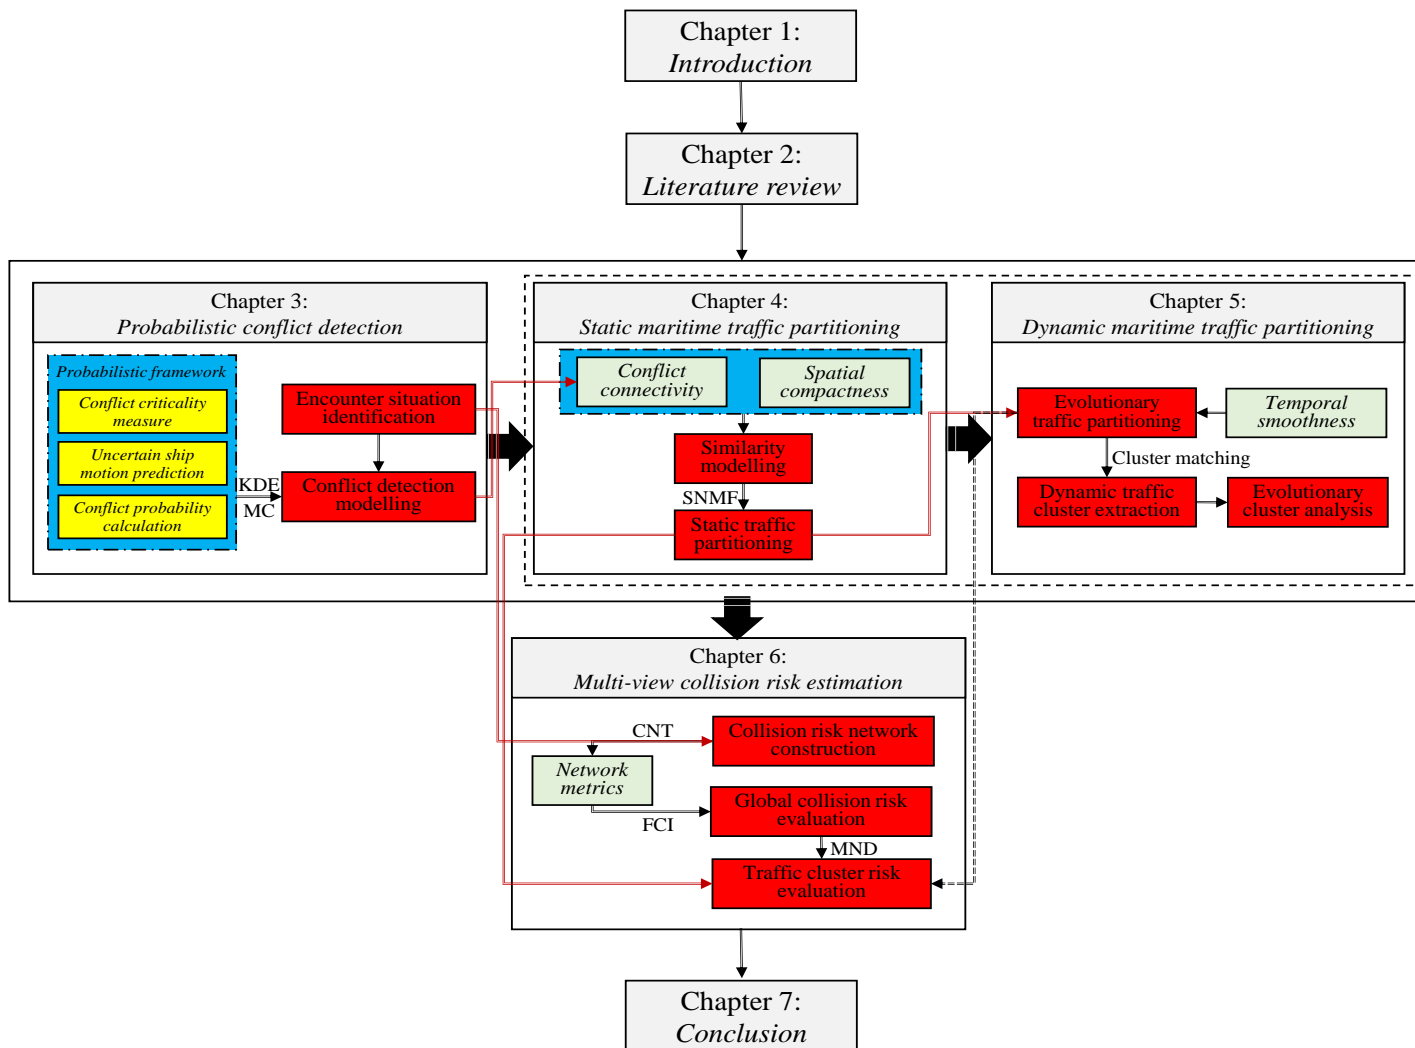 Chapter 1:
Introduction
Chapter 2:
Literature review
Chapter 3:
Probabilistic conflict detection
Probabilistic framework
Conflict criticality
measure
Uncertain ship
motion prediction
Conflict probability
calculation
KDE
MC
Encounter situation
identification
Conflict detection
modelling
Chapter 4:
Static maritime traffic partitioning
Conflict
connectivity
Spatial
compactness
Similarity
modelling
SNMF
Static traffic
partitioning
Chapter 5:
Dynamic maritime traffic partitioning
Evolutionary
traffic partitioning
Temporal
smoothness
Cluster matching
Dynamic traffic
cluster extraction
Evolutionary
cluster analysis
Chapter 6:
Multi-view collision risk estimation
CNT
Collision risk network
construction
Network
metrics
FCI
Global collision risk
evaluation
MND
Traffic cluster risk
evaluation
Chapter 7:
Conclusion